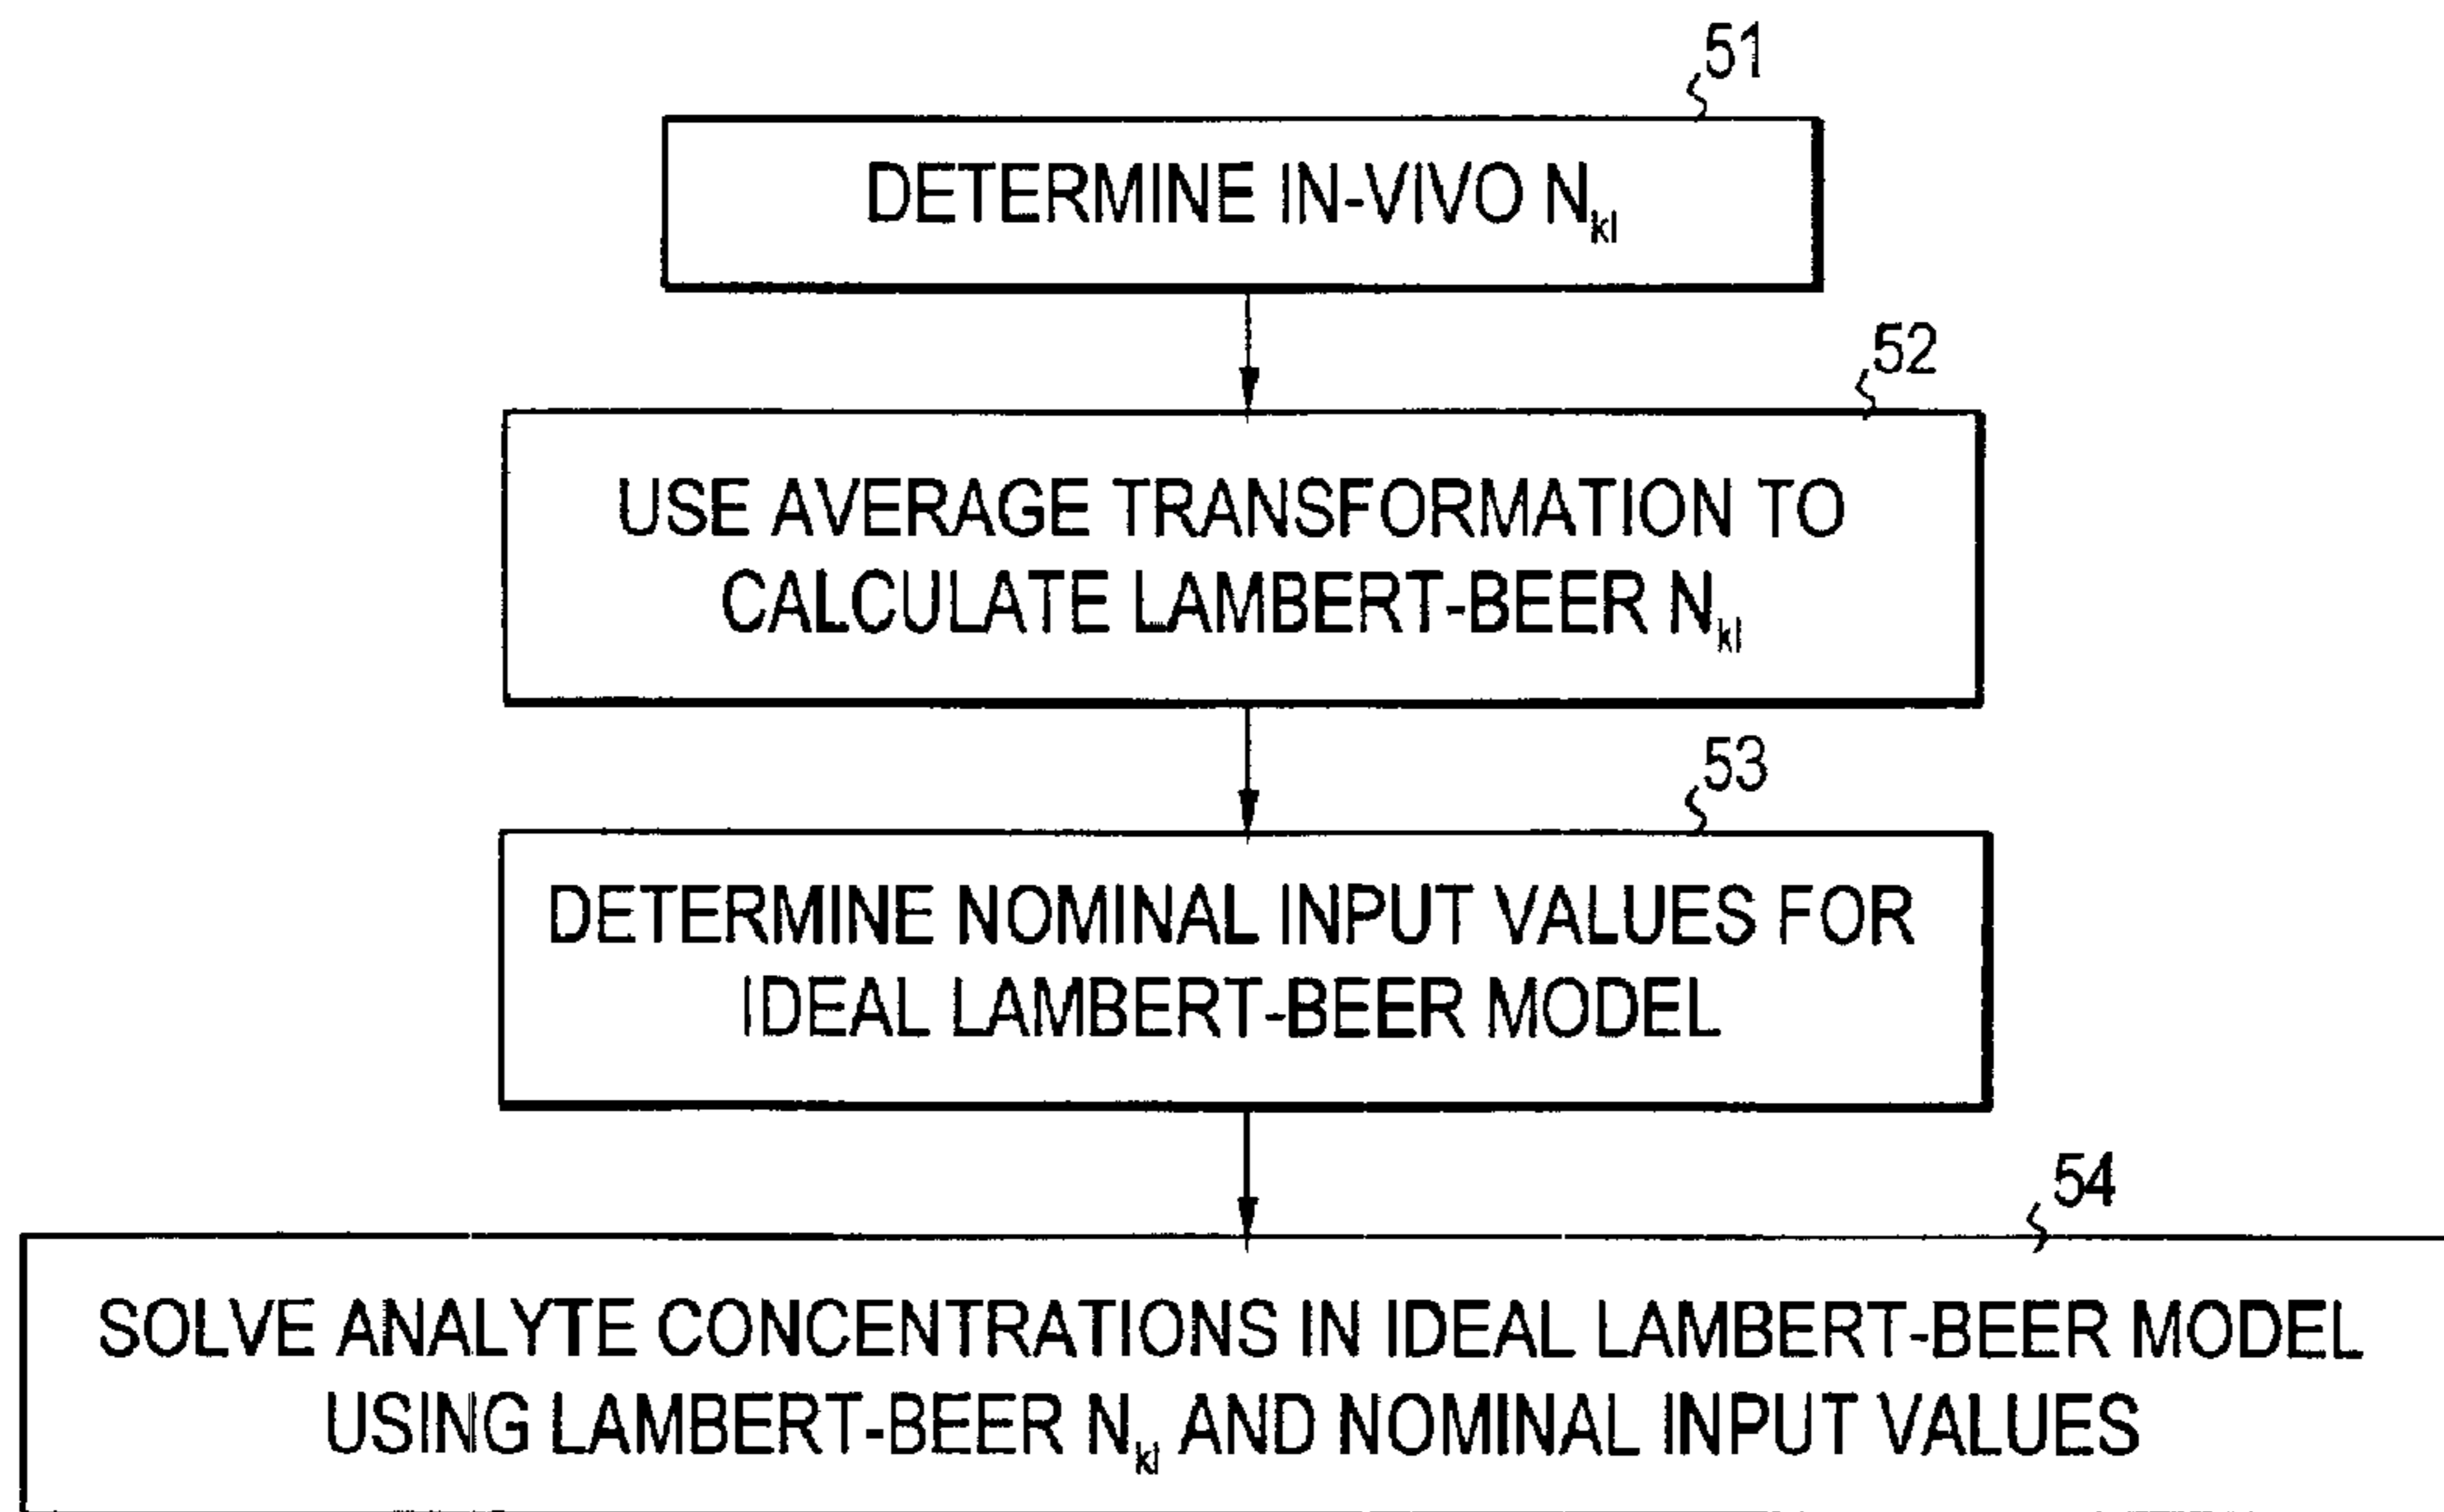 51
DETERMINE IN-VIVO Nkl
52
USE AVERAGE TRANSFORMATION TO
CALCULATE LAMBERT-BEER Nkl
53
DETERMINE NOMINAL INPUT VALUES FOR
IDEAL LAMBERT-BEER MODEL
54
SOLVE ANALYTE CONCENTRATIONS IN IDEAL LAMBERT-BEER MODEL
USING LAMBERT-BEER Nkl AND NOMINAL INPUT VALUES